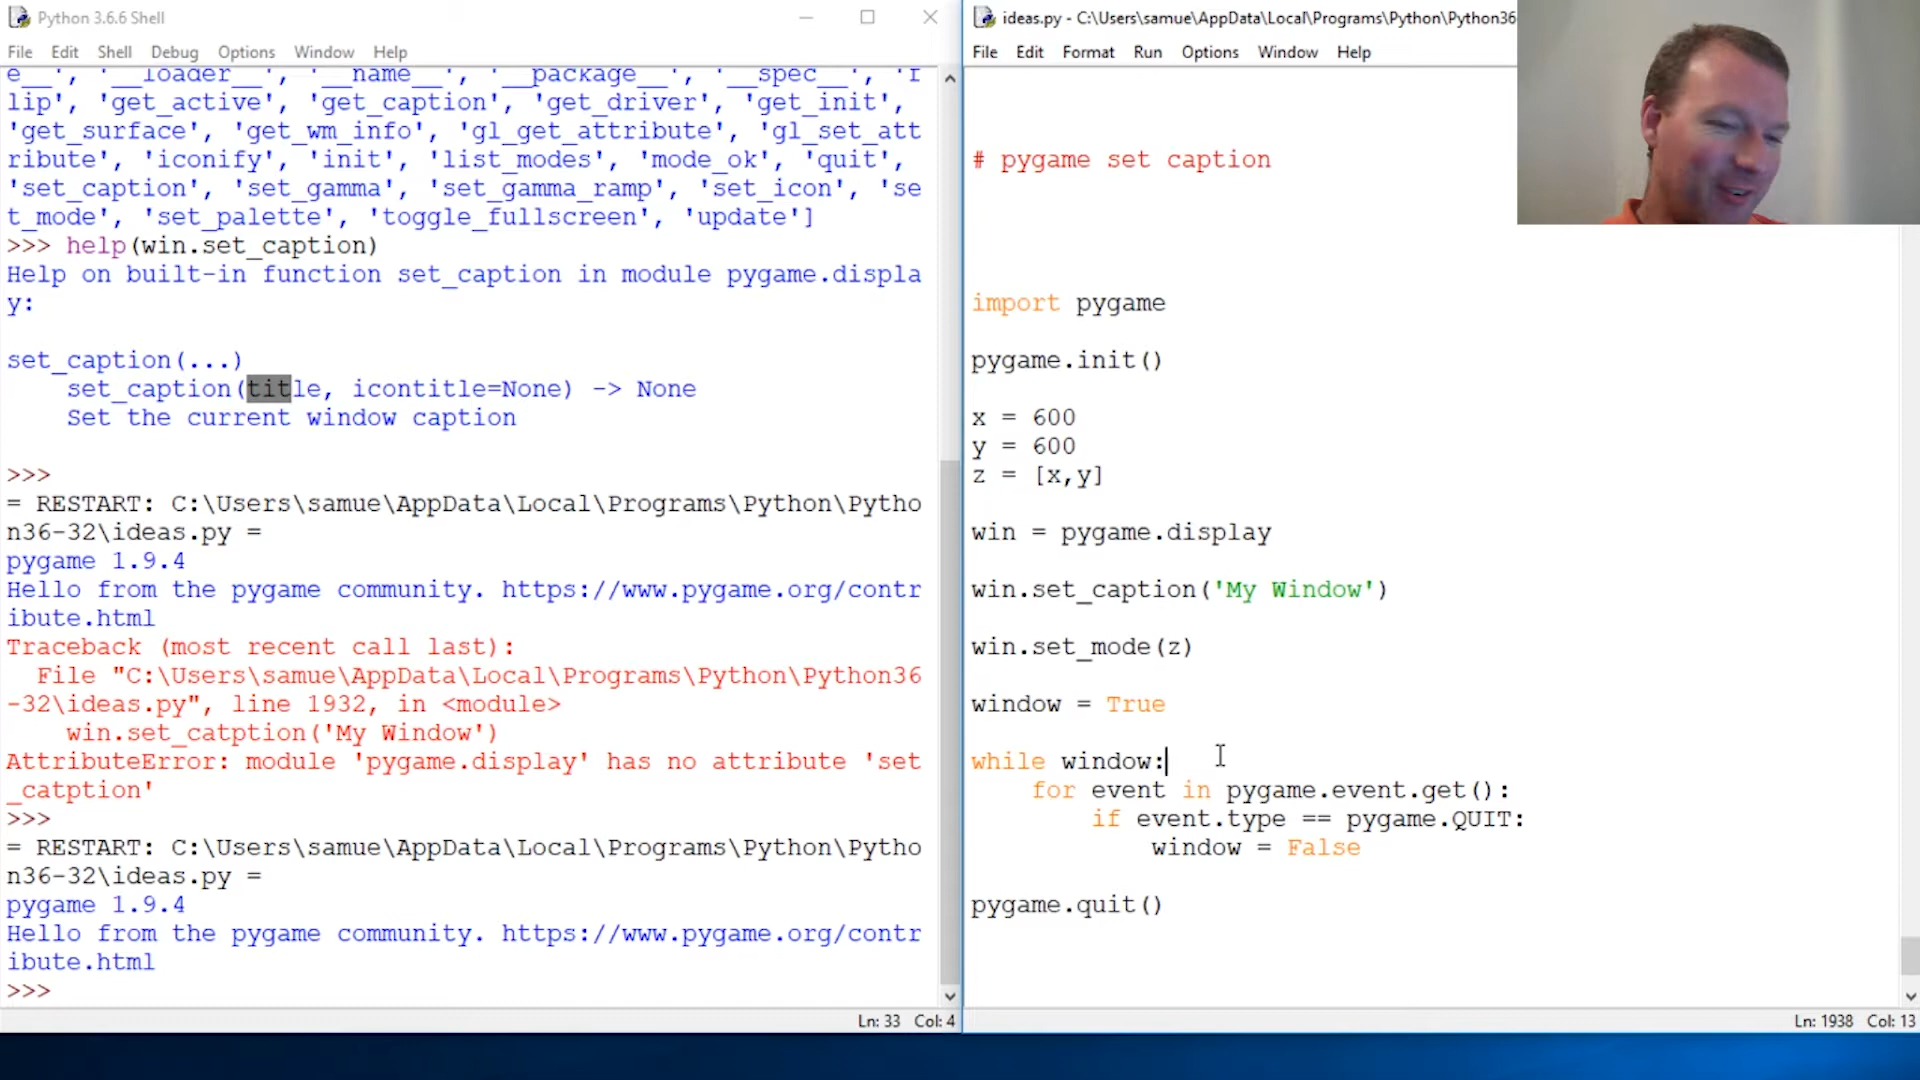 Python 3.6.6 Shell
File Edit Shell Debug Options Window Help
e__', '__loader__', '__name__', '__package__', '__spec__', 'f
lip', 'get_active', 'get_caption', 'get_driver', 'get_init',
'get_surface', 'get_wm_info', 'gl_get_attribute', 'gl_set_att
ribute', 'iconify', 'init', 'list_modes', 'mode_ok', 'quit',
'set_caption', 'set_gamma', 'set_gamma_ramp', 'set_icon', 'se
t_mode', 'set_palette', 'toggle_fullscreen', 'update']
>>> help(win.set_caption)
Help on built-in function set_caption in module pygame.displa
y:
set_caption(...)
set_caption(title, icontitle=None) -> None
Set the current window caption
>>>
= RESTART: C:\Users\samue\AppData\Local\Programs\Python\Pytho
n36-32\ideas.py =
pygame 1.9.4
Hello from the pygame community. https://www.pygame.org/contr
ibute.html
Traceback (most recent call last):
File "C:\Users\samue\AppData\Local\Programs\Python\Python36
-32\ideas.py", line 1932, in <module>
win.set_catption('My Window')
AttributeError: module 'pygame.display' has no attribute 'set
_catption'
>>>
= RESTART: C:\Users\samue\AppData\Local\Programs\Python\Pytho
n36-32\ideas.py =
pygame 1.9.4
Hello from the pygame community. https://www.pygame.org/contr
ibute.html
>>>
Ln: 33 Col: 4
ideas.py - C:\Users\samue\AppData\Local\Programs\Python\Python36
File Edit Format Run Options Window Help
# pygame set caption
import pygame
pygame.init()
x = 600
y = 600
z = [x,y]
win = pygame.display
win.set_caption('My Window')
win.set_mode(z)
window = True
while window:
for event in pygame.event.get():
if event.type == pygame.QUIT:
window = False
pygame.quit()
Ln: 1938 Col: 13